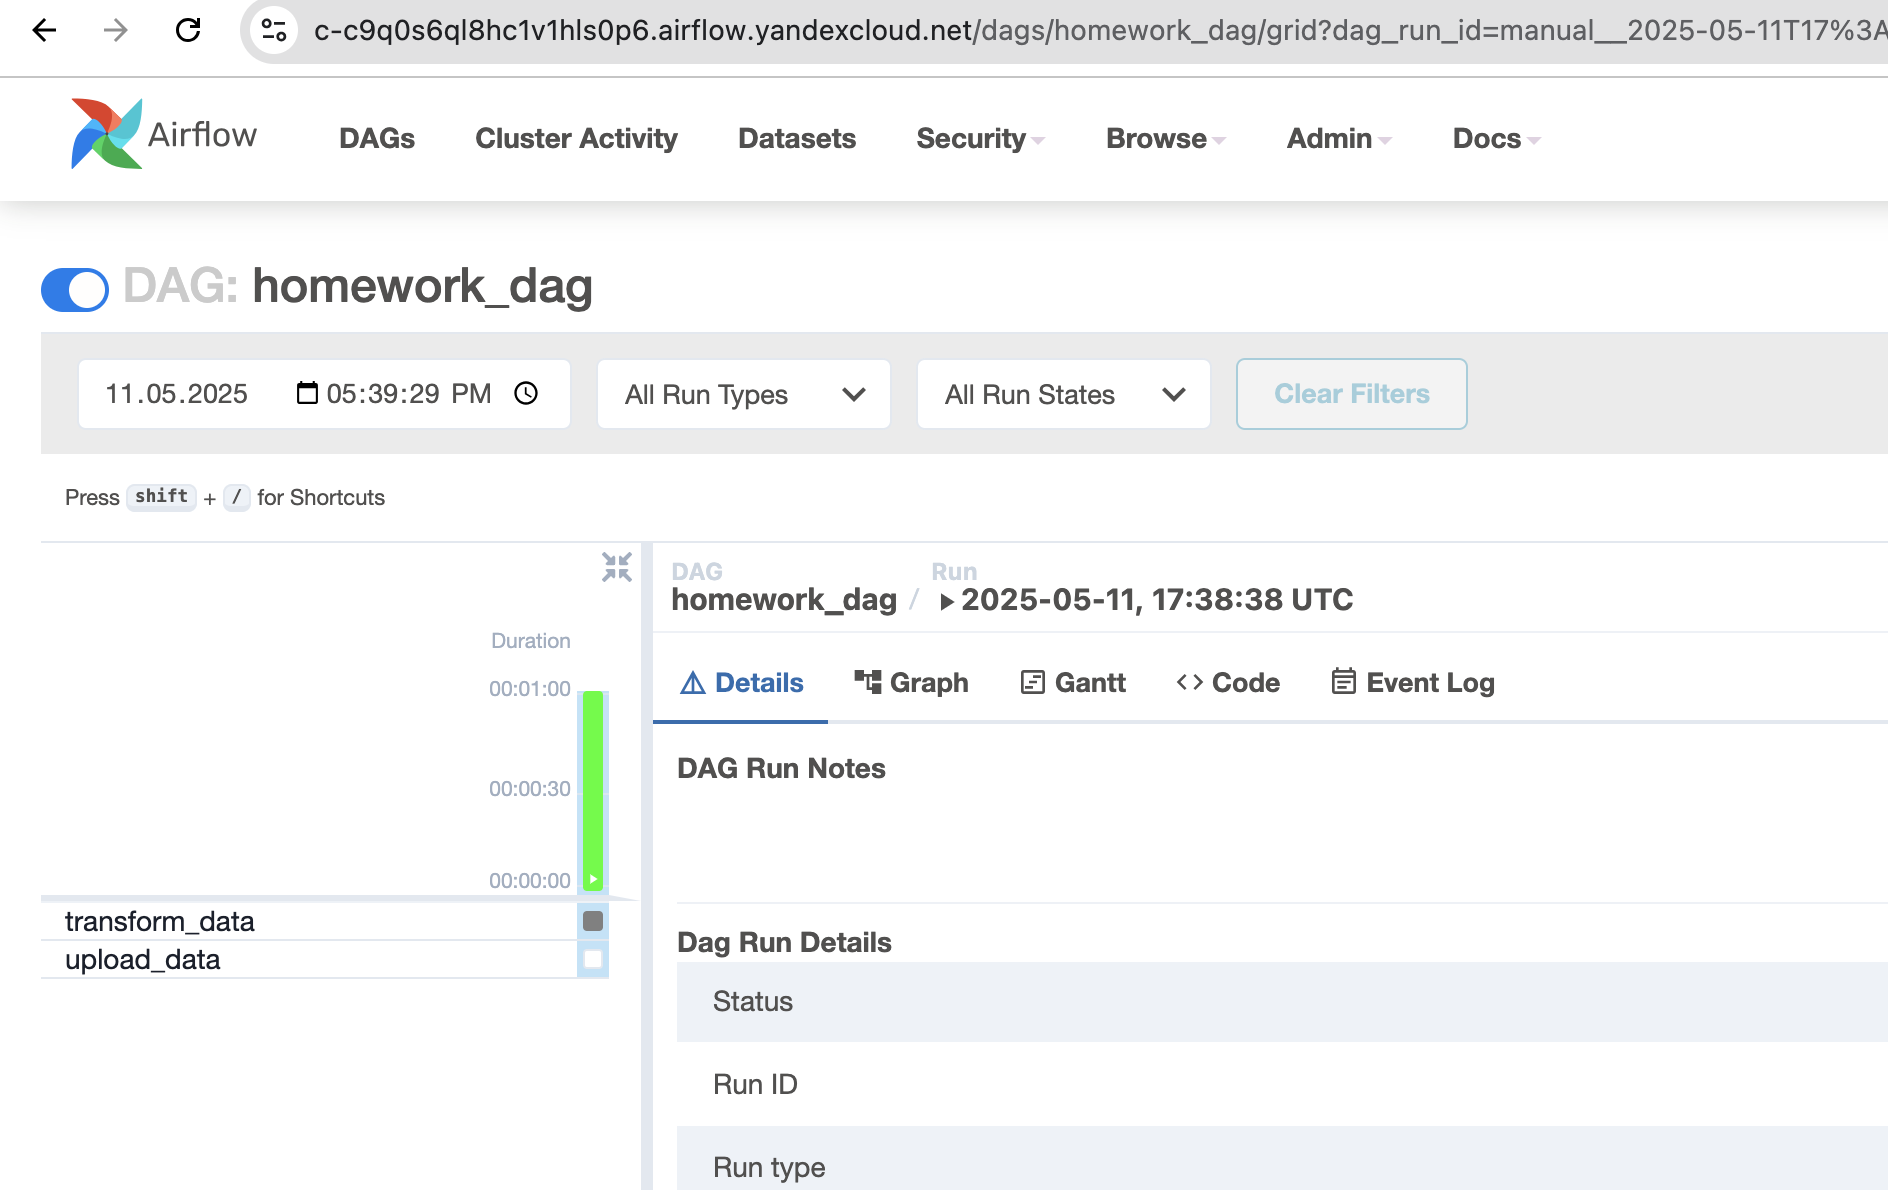 c-c9q0s6ql8hc1v1hls0p6.airflow.yandexcloud.net/dags/homework_dag/grid?dag_run_id=manual__2025-05-11T17%3A
Airflow DAGs Cluster Activity Datasets Security Browse Admin Docs
DAG: homework_dag
11.05.2025 05:39:29 PM All Run Types All Run States Clear Filters
Press shift + / for Shortcuts
DAG Run
homework_dag / 2025-05-11, 17:38:38 UTC
Duration
00:01:00
00:00:30
00:00:00
transform_data
upload_data
Details Graph Gantt <> Code Event Log
DAG Run Notes
Dag Run Details
Status
Run ID
Run type